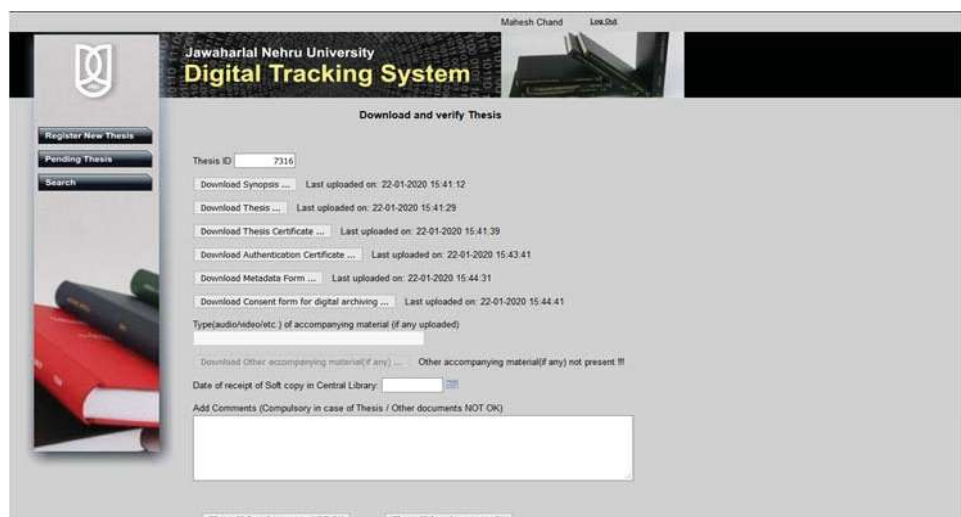 Mahesh Chand Log Out
Jawaharlal Nehru University
Digital Tracking System
Download and verify Thesis
Register New Thesis
Pending Thesis
Search
Thesis ID 7316
Download Synopsis ... Last uploaded on: 22-01-2020 15:41:12
Download Thesis ... Last uploaded on: 22-01-2020 15:41:29
Download Thesis Certificate ... Last uploaded on: 22-01-2020 15:41:39
Download Authentication Certificate ... Last uploaded on: 22-01-2020 15:43:41
Download Metadata Form ... Last uploaded on: 22-01-2020 15:44:31
Download Consent form for digital archiving ... Last uploaded on: 22-01-2020 15:44:41
Type(audio/video/etc.) of accompanying material (if any uploaded)
Download Other accompanying material(if any) ... Other accompanying material(if any) not present !!!
Date of receipt of Soft copy in Central Library:
Add Comments (Compulsory in case of Thesis / Other documents NOT OK)